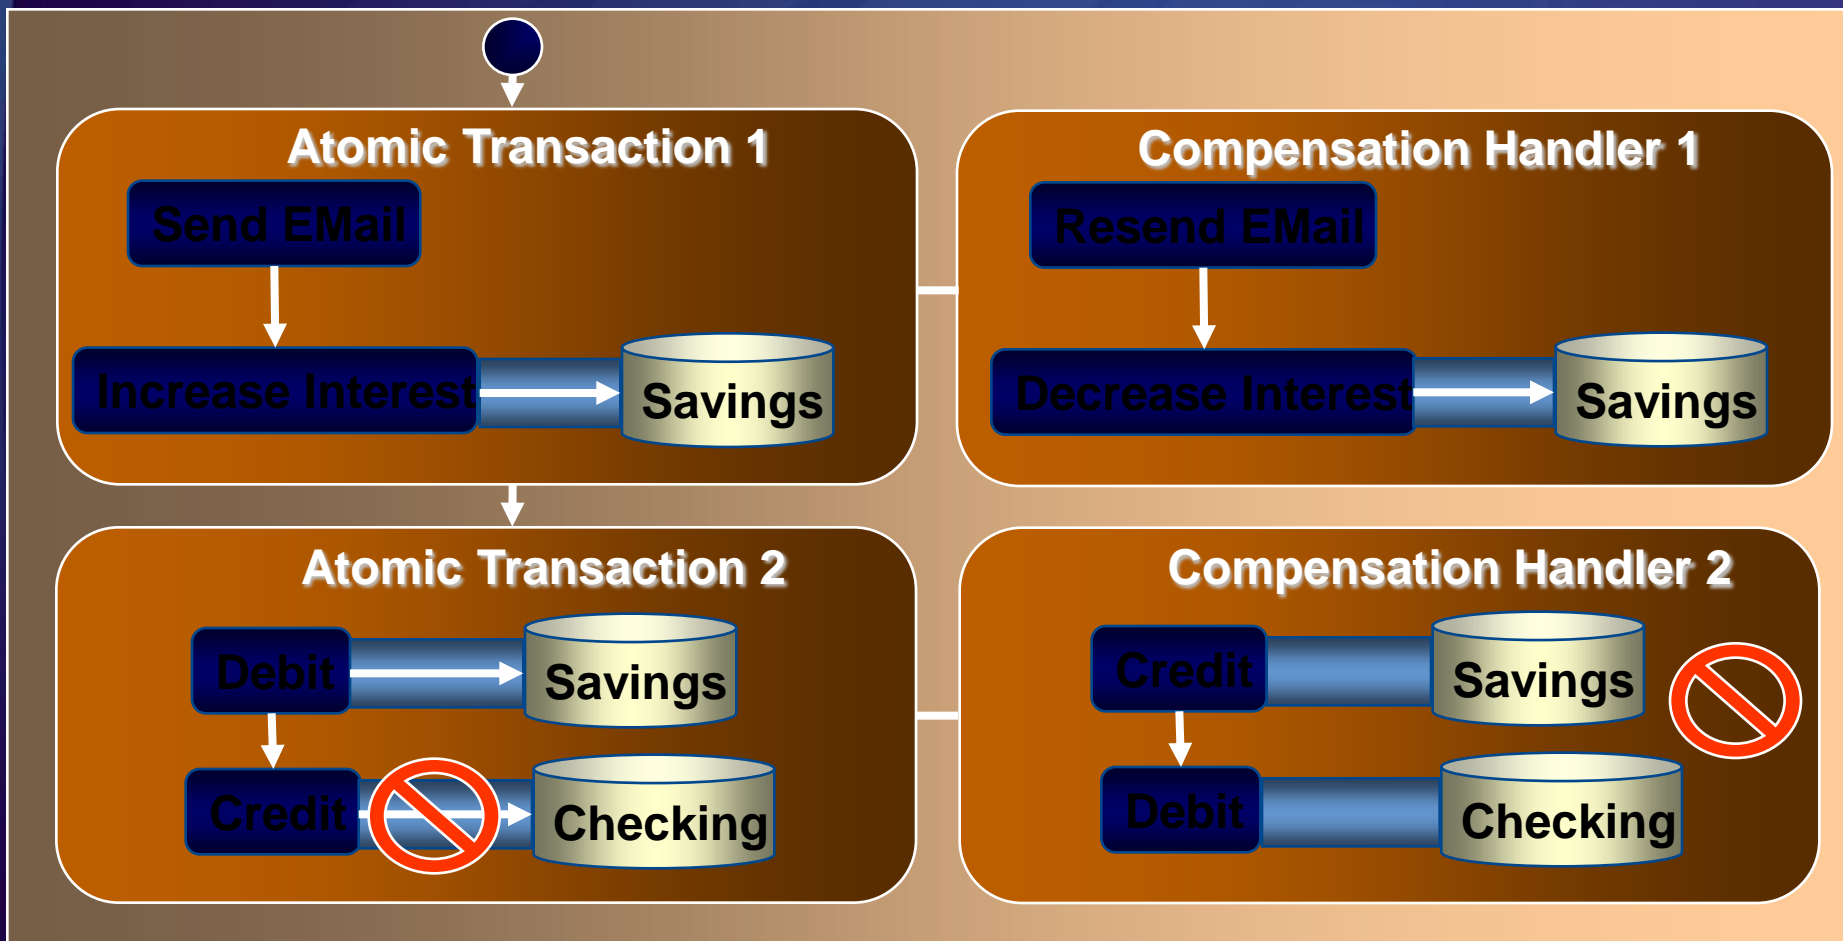 Atomic Transaction 1
Send EMail
Increase Interest
Savings
Compensation Handler 1
Resend EMail
Decrease Interest
Savings
Atomic Transaction 2
Debit
Savings
Credit
Checking
Compensation Handler 2
Credit
Savings
Debit
Checking